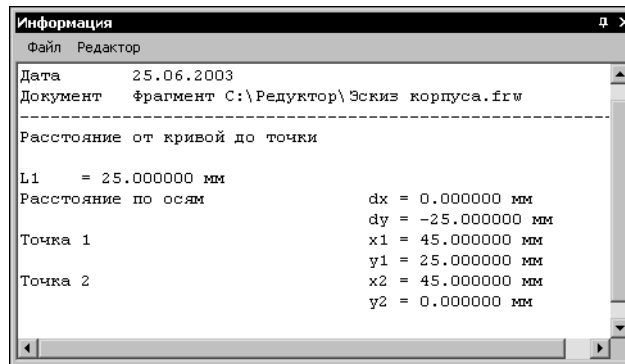 Информация
Файл Редактор
Дата 25.06.2003
Документ Фрагмент C:\Редуктор\Эскиз корпуса.frw
--------------------------------------------------------------
Расстояние от кривой до точки
L1 = 25.000000 мм
Расстояние по осям dx = 0.000000 мм
dy = -25.000000 мм
Точка 1 x1 = 45.000000 мм
y1 = 25.000000 мм
Точка 2 x2 = 45.000000 мм
y2 = 0.000000 мм